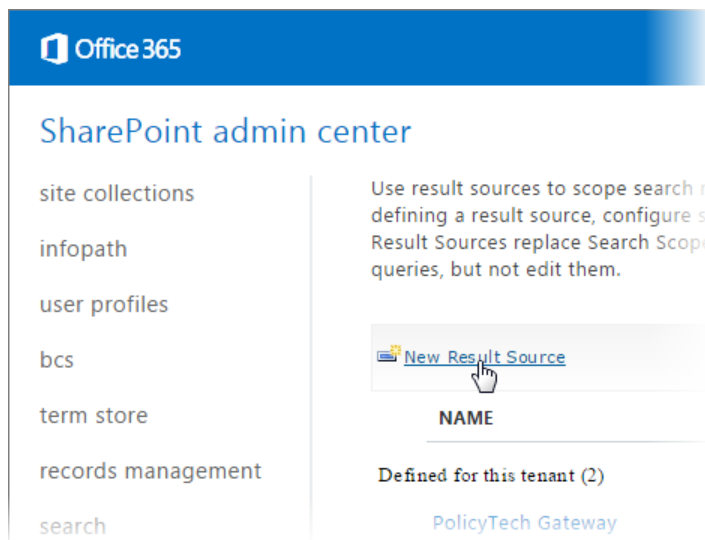 Office 365
SharePoint admin center
site collections
infopath
user profiles
bcs
term store
records management
search
Use result sources to scope search
defining a result source, configure
Result Sources replace Search Scop
queries, but not edit them.
New Result Source
NAME
Defined for this tenant (2)
PolicyTech Gateway